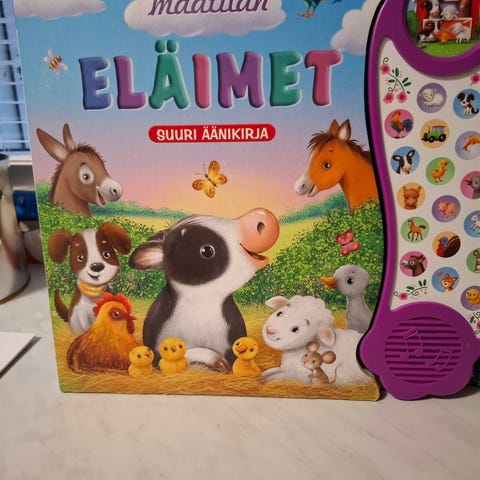 maatilan
ELÄIMET
SUURI ÄÄNIKIRJA